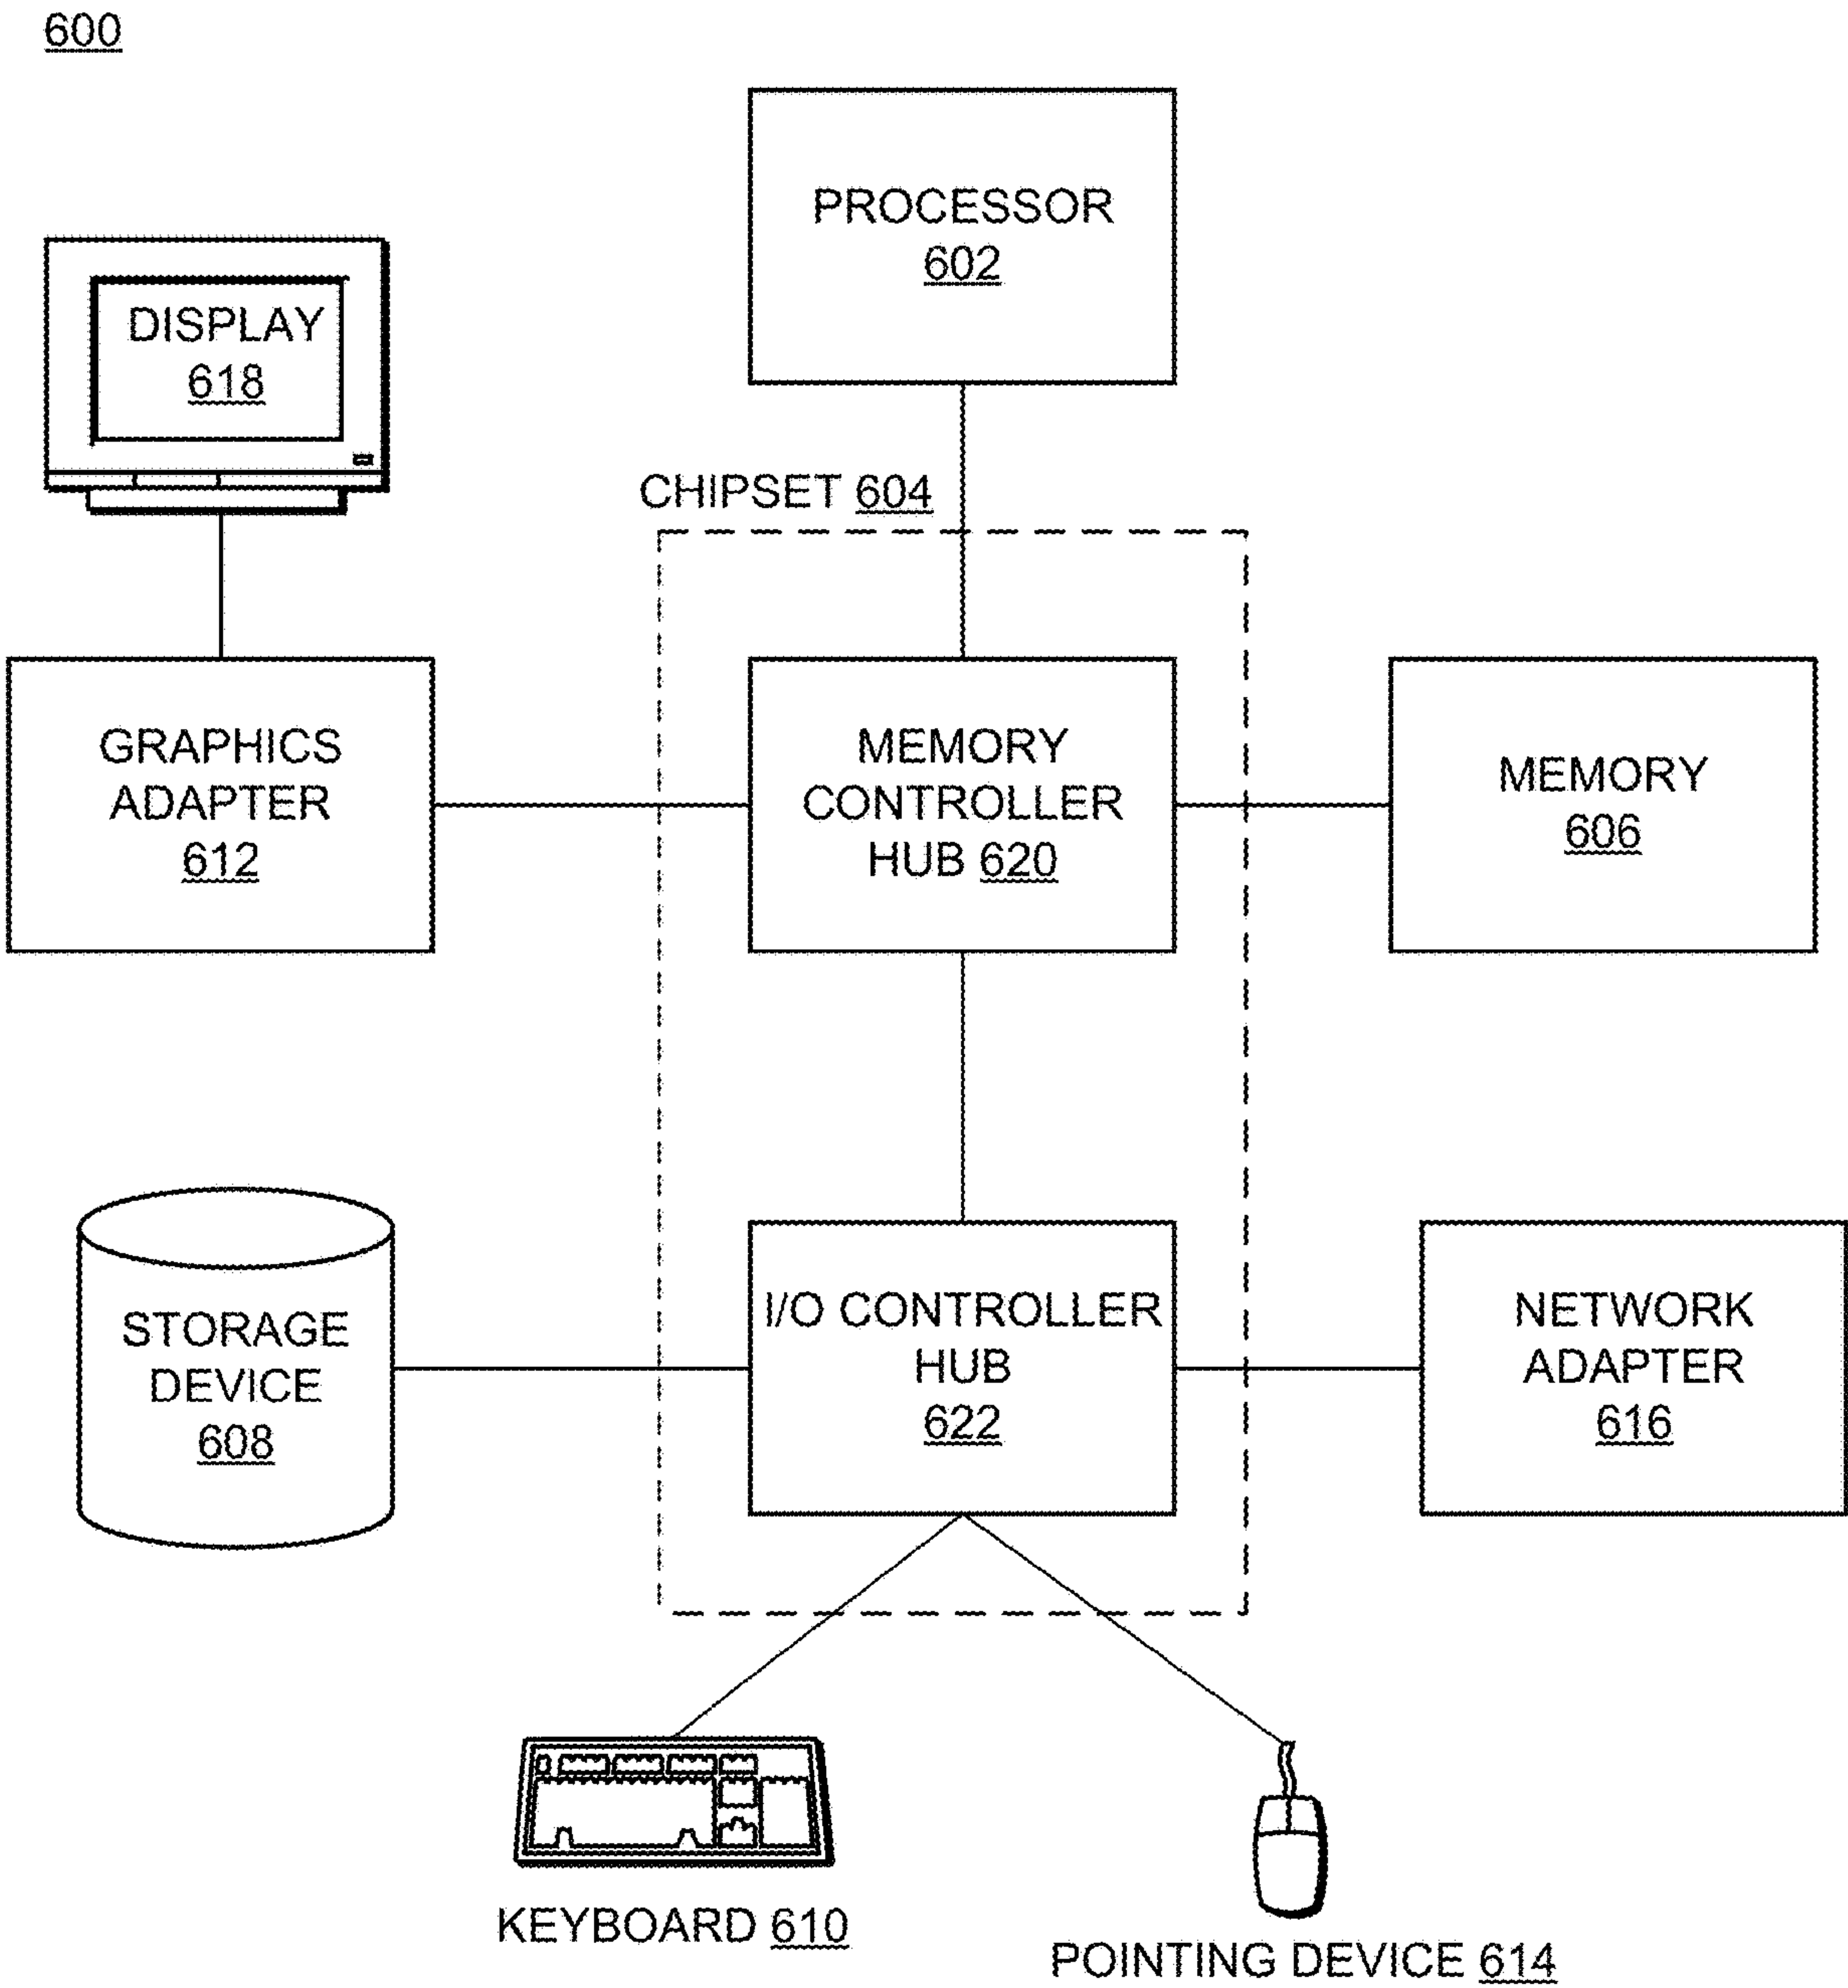 600
PROCESSOR
602
DISPLAY
618
CHIPSET 604
GRAPHICS
ADAPTER
612
MEMORY
CONTROLLER
HUB 620
MEMORY
606
STORAGE
DEVICE
608
I/O CONTROLLER
HUB
622
NETWORK
ADAPTER
616
KEYBOARD 610
POINTING DEVICE 614